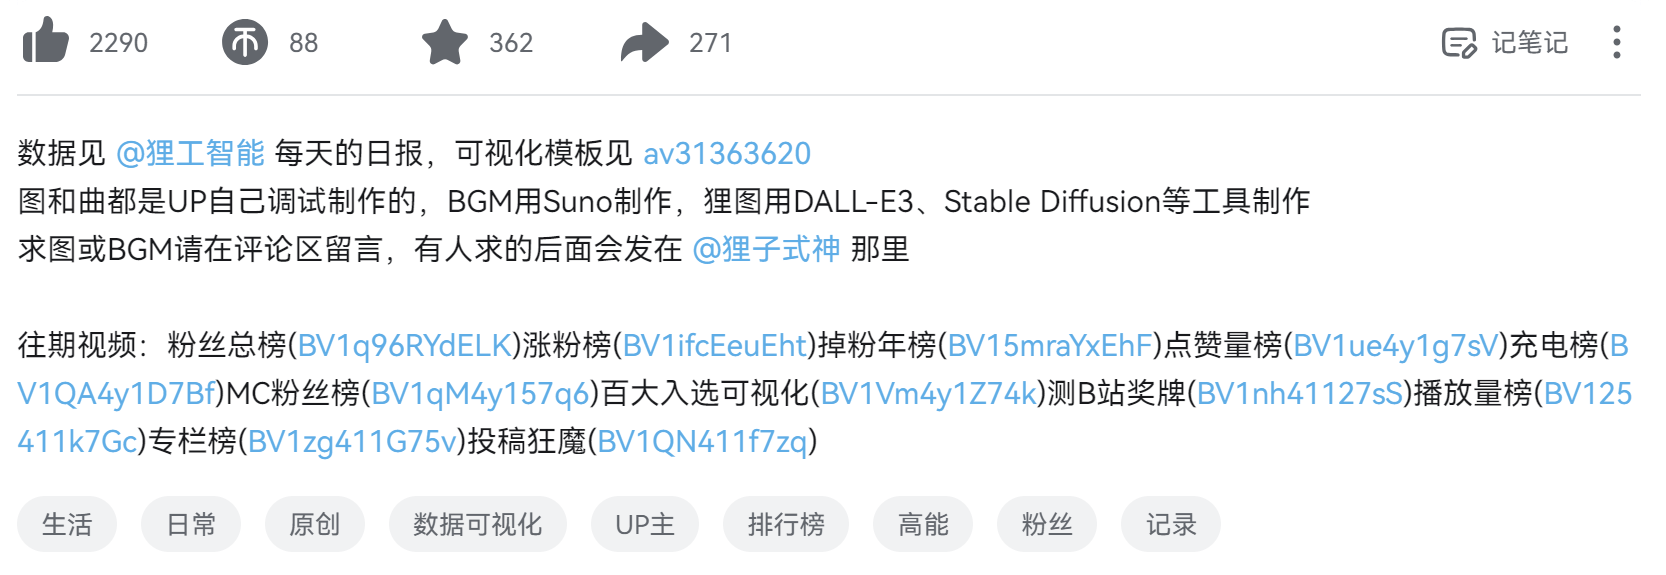 2290 88 362 271 记笔记
数据见 @狸工智能 每天的日报，可视化模板见 av31363620
图和曲都是UP自己调试制作的，BGM用Suno制作，狸图用DALL-E3、Stable Diffusion等工具制作
求图或BGM请在评论区留言，有人求的后面会发在 @狸子式神 那里
往期视频：粉丝总榜(BV1q96RYdELK)涨粉榜(BV1ifcEeuEht)掉粉年榜(BV15mraYxEhF)点赞量榜(BV1ue4y1g7sV)充电榜(B
V1QA4y1D7Bf)MC粉丝榜(BV1qM4y157q6)百大入选可视化(BV1Vm4y1Z74k)测B站奖牌(BV1nh41127sS)播放量榜(BV125
411k7Gc)专栏榜(BV1zg411G75v)投稿狂魔(BV1QN411f7zq)
生活 日常 原创 数据可视化 UP主 排行榜 高能 粉丝 记录